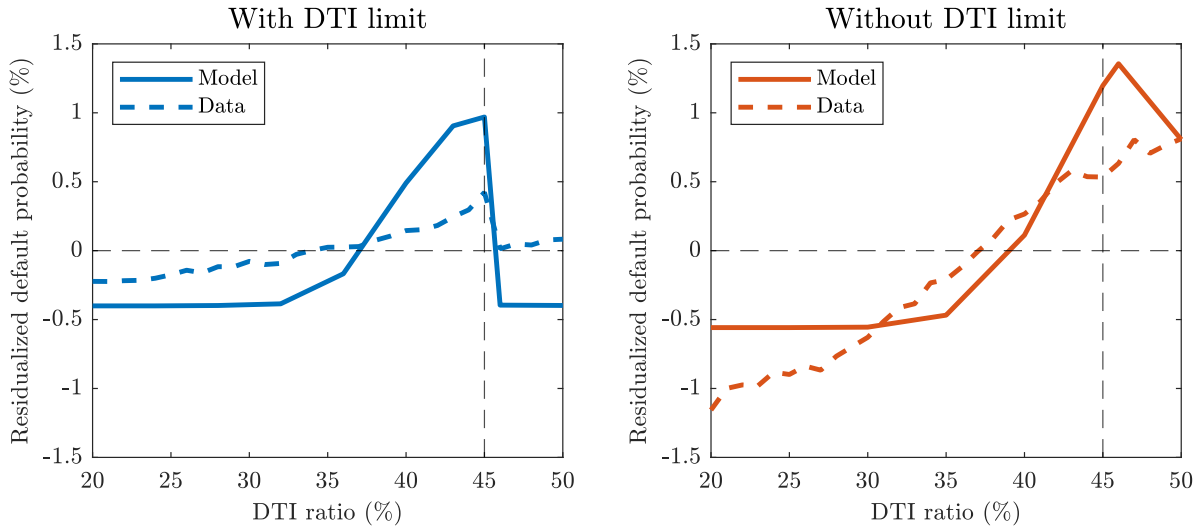 With DTI limit
Residualized default probability (%)
1.5
1
0.5
0
-0.5
-1
-1.5
Model
Data
20 25 30 35 40 45 50
DTI ratio (%)
Without DTI limit
Residualized default probability (%)
1.5
1
0.5
0
-0.5
-1
-1.5
Model
Data
20 25 30 35 40 45 50
DTI ratio (%)